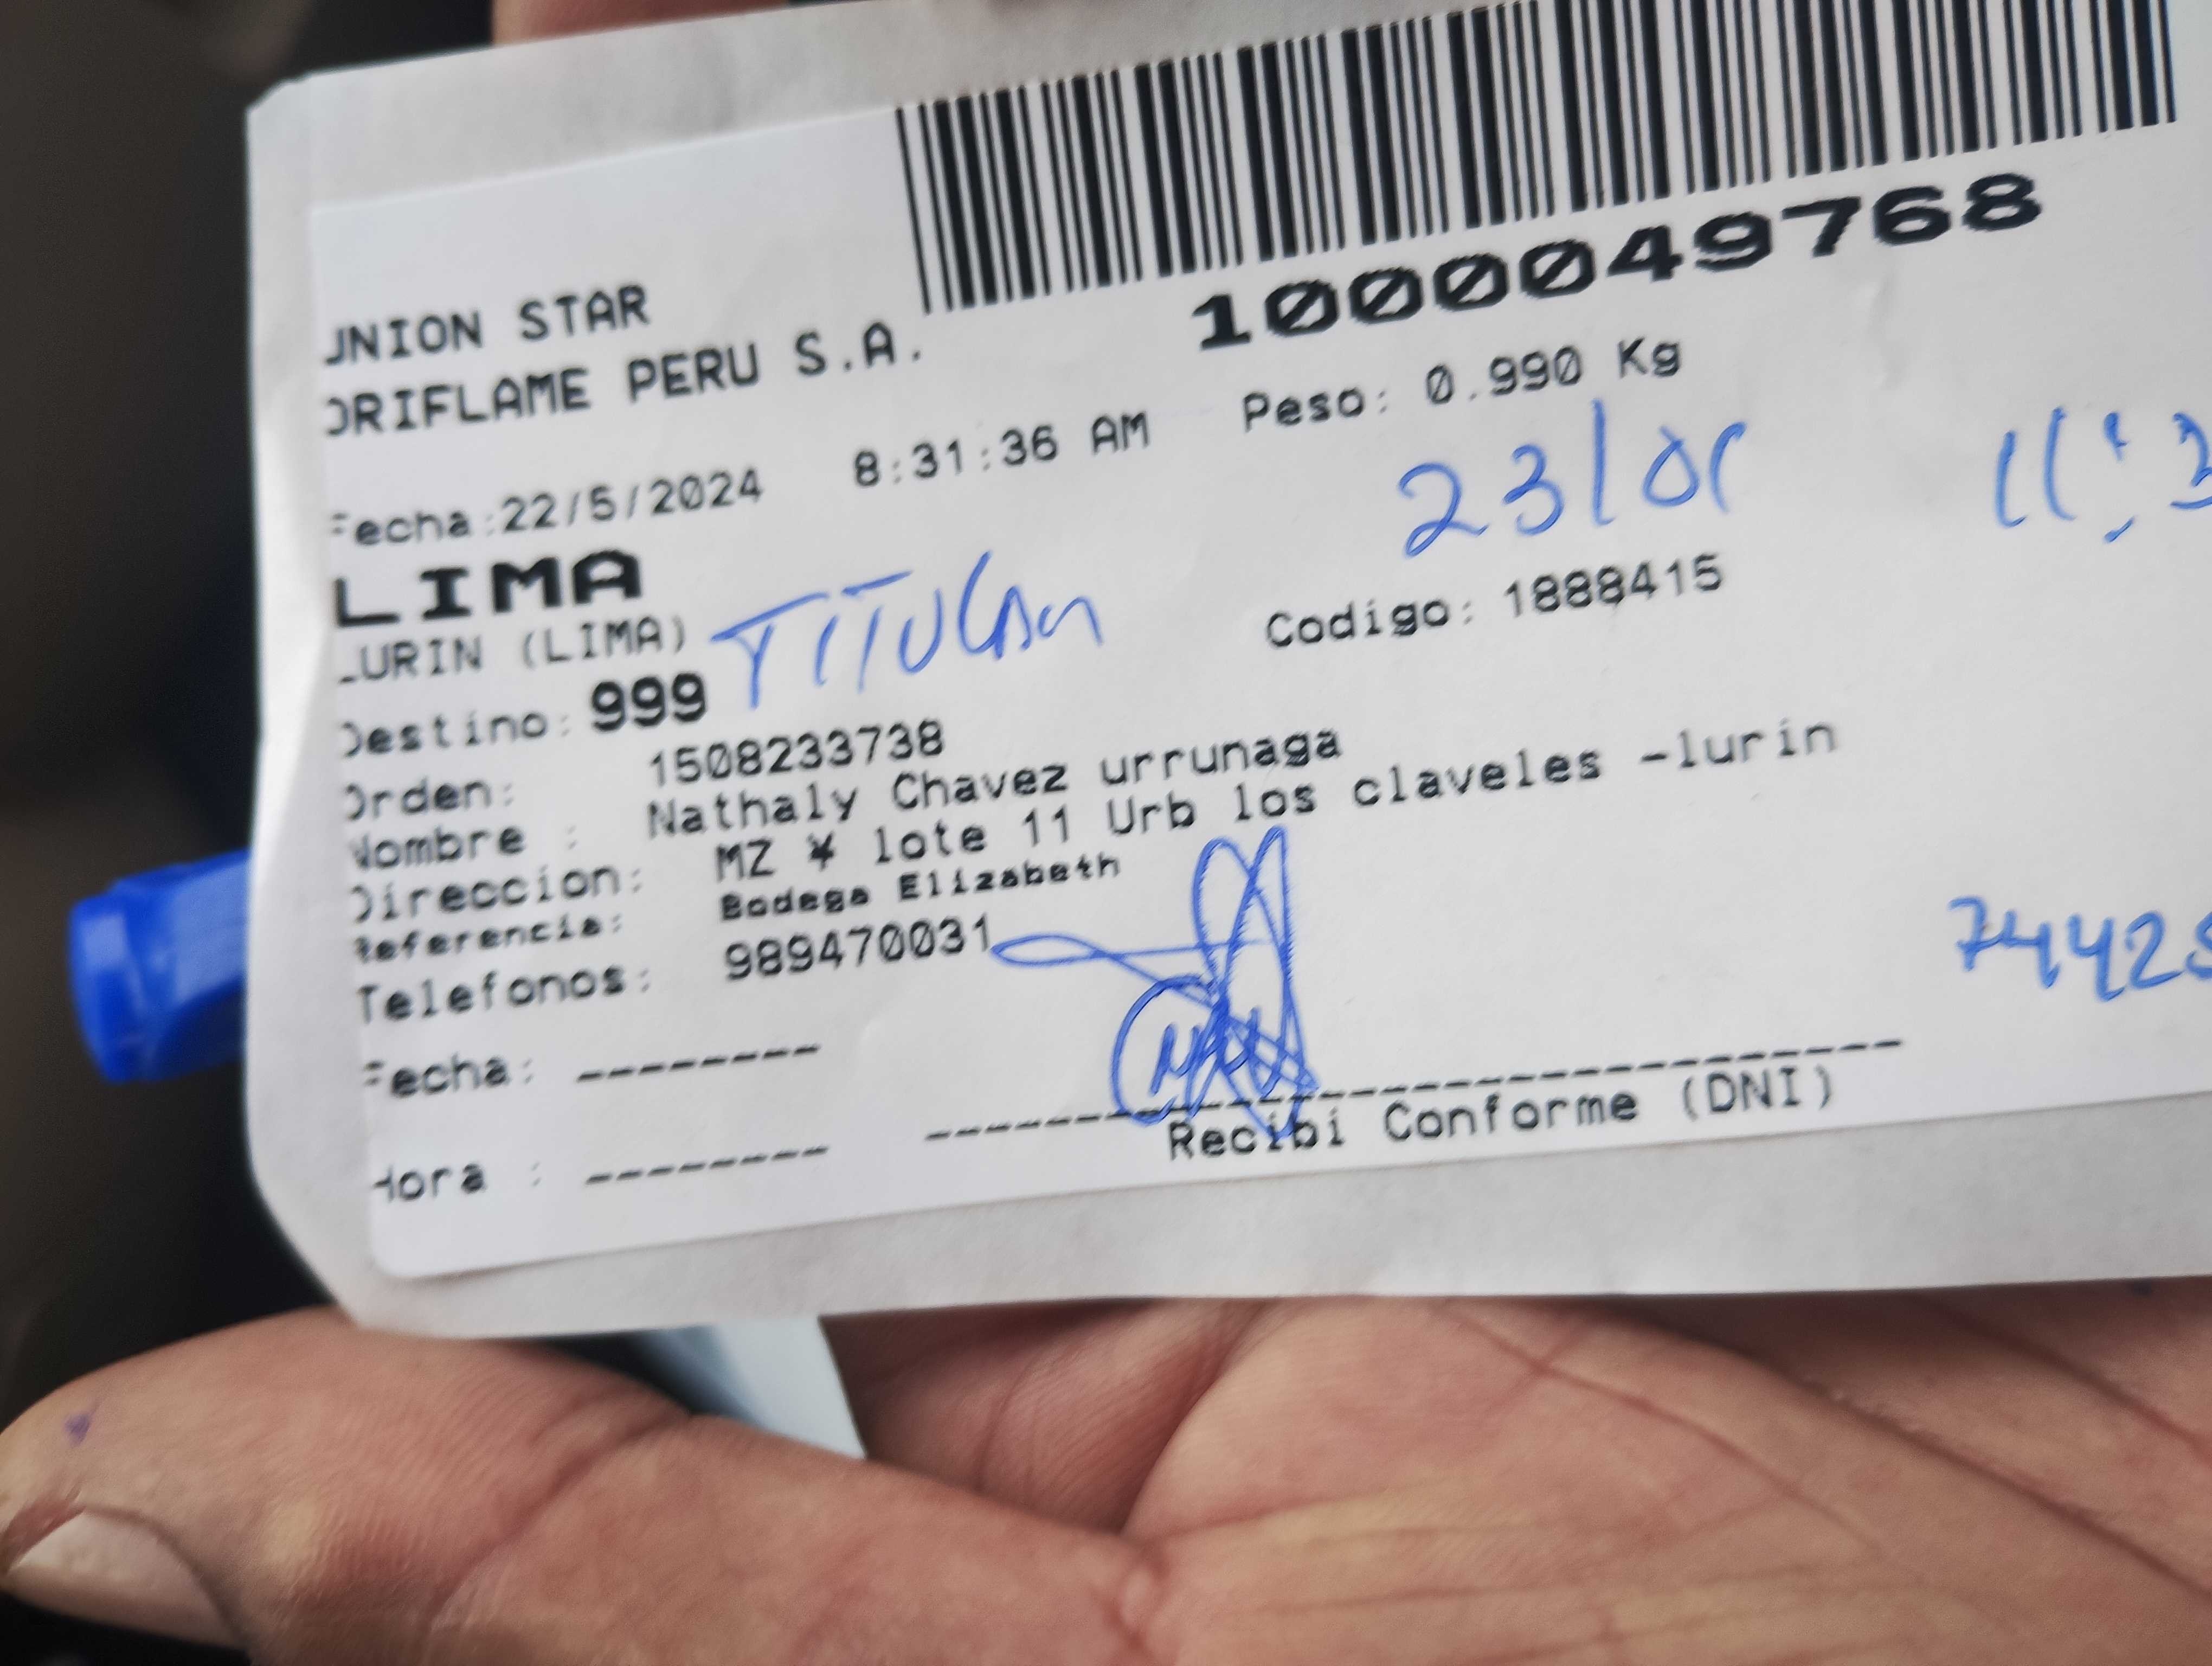 1000049768
UNION STAR
ORIFLAME PERU S.A.
Peso: 0.990 Kg
Fecha:22/5/2024 8:31:36 AM
23/05
LIMA
LURIN (LIMA)
TITULAR
Codigo: 1888415
Destino: 999
Orden: 1508233738
Nombre : Nathaly Chavez urrunaga
Direccion: MZ ¥ lote 11 Urb los claveles -lurin
Referencia: Bodega Elizabeth
Telefonos: 989470031
Fecha: --------
Hora : --------
Recibi Conforme (DNI)